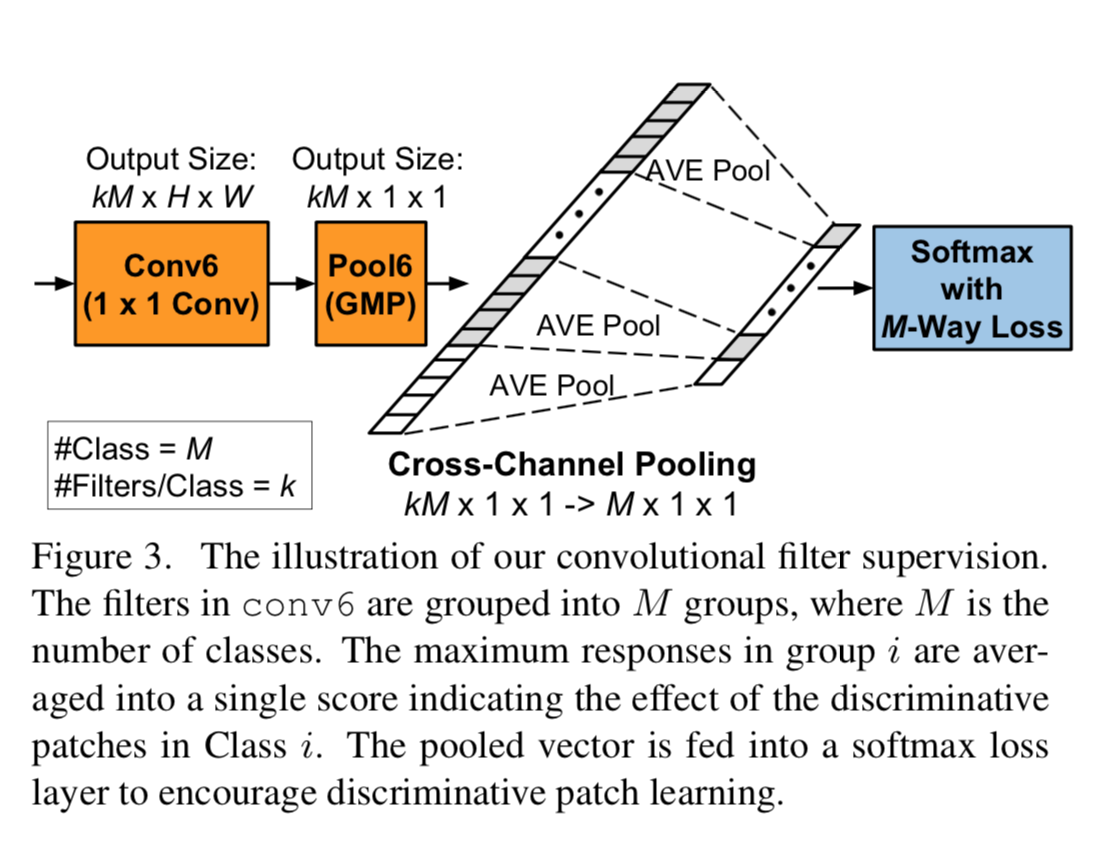 Output Size:
kM x H x W
Output Size:
kM x 1 x 1
Conv6
(1 x 1 Conv)
Pool6
(GMP)
AVE Pool
AVE Pool
AVE Pool
Softmax
with
M-Way Loss
#Class = M
#Filters/Class = k
Cross-Channel Pooling
kM x 1 x 1 -> M x 1 x 1
Figure 3. The illustration of our convolutional filter supervision.
The filters in conv6 are grouped into M groups, where M is the
number of classes. The maximum responses in group i are aver-
aged into a single score indicating the effect of the discriminative
patches in Class i. The pooled vector is fed into a softmax loss
layer to encourage discriminative patch learning.